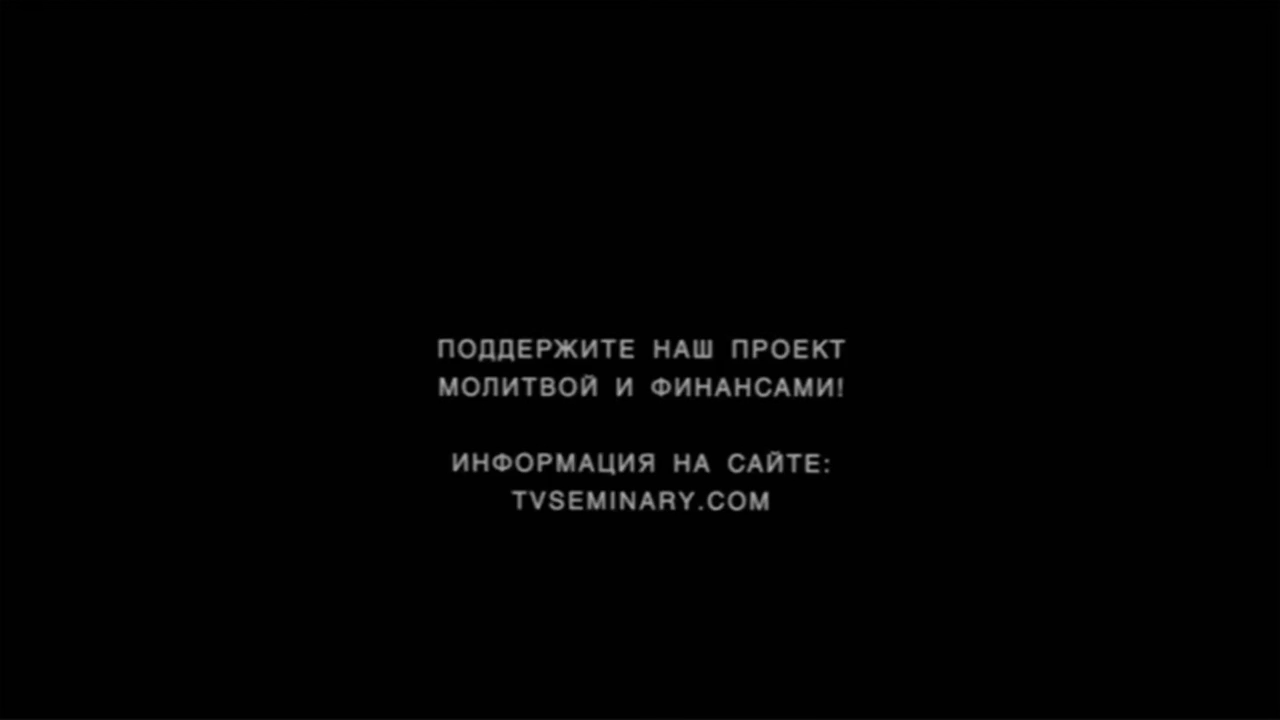 ПОДДЕРЖИТЕ НАШ ПРОЕКТ
МОЛИТВОЙ И ФИНАНСАМИ!
ИНФОРМАЦИЯ НА САЙТЕ:
TVSEMINARY.COM